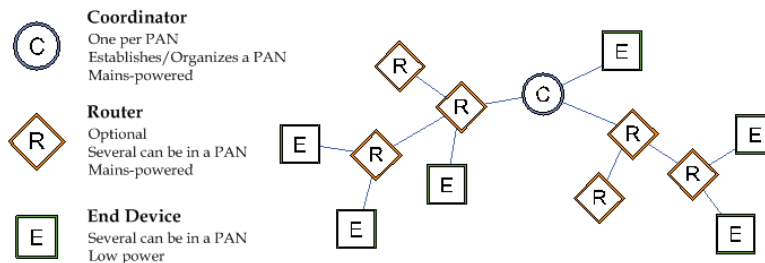 C
Coordinator
One per PAN
Establishes/Organizes a PAN
Mains-powered
R
Router
Optional
Several can be in a PAN
Mains-powered
E
End Device
Several can be in a PAN
Low power
E
R
C
R
R
E
E
R
R
E
E
R
E
E